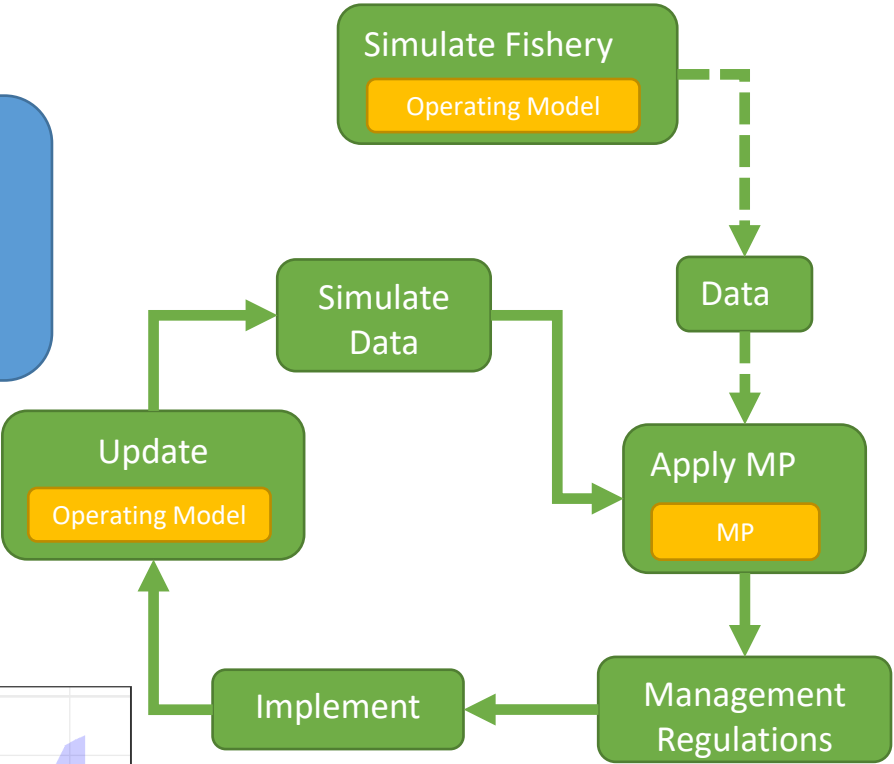 Simulate Fishery
Operating Model
Data
Simulate
Data
Update
Operating Model
Apply MP
MP
Implement
Management
Regulations